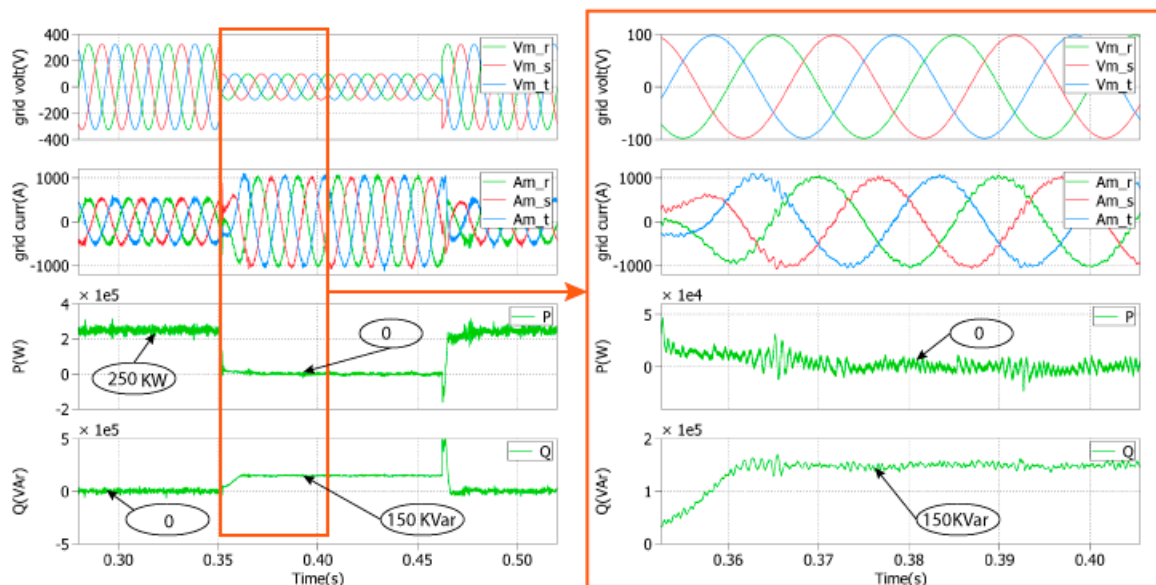 400
200
0
-200
-400
grid volt(V)
Vm_r
Vm_s
Vm_t
1000
0
-1000
grid curr(A)
Am_r
Am_s
Am_t
× 1e5
4
2
0
-2
P(W)
P
0
250 KW
× 1e5
5
0
-5
Q(VAr)
Q
0
150 KVar
0.30
0.35
0.40
0.45
0.50
Time(s)
100
0
-100
grid volt(V)
Vm_r
Vm_s
Vm_t
1000
0
-1000
grid curr(A)
Am_r
Am_s
Am_t
× 1e4
5
0
P(W)
P
0
× 1e5
2
1
0
Q(VAr)
Q
150KVar
0.36
0.37
0.38
0.39
0.40
Time(s)